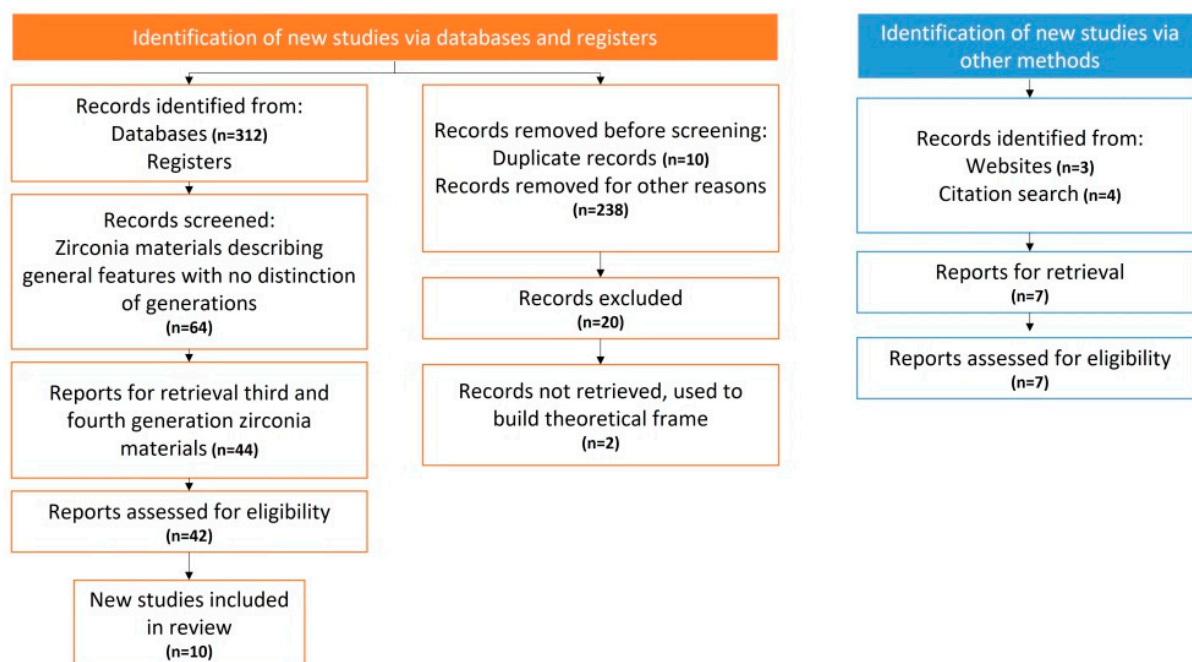 Identification of new studies via databases and registers
Records identified from:
Databases (n=312)
Registers
Records screened:
Zirconia materials describing
general features with no distinction
of generations
(n=64)
Reports for retrieval third and
fourth generation zirconia
materials (n=44)
Reports assessed for eligibility
(n=42)
New studies included
in review
(n=10)
Records removed before screening:
Duplicate records (n=10)
Records removed for other reasons
(n=238)
Records excluded
(n=20)
Records not retrieved, used to
build theoretical frame
(n=2)
Identification of new studies via
other methods
Records identified from:
Websites (n=3)
Citation search (n=4)
Reports for retrieval
(n=7)
Reports assessed for eligibility
(n=7)